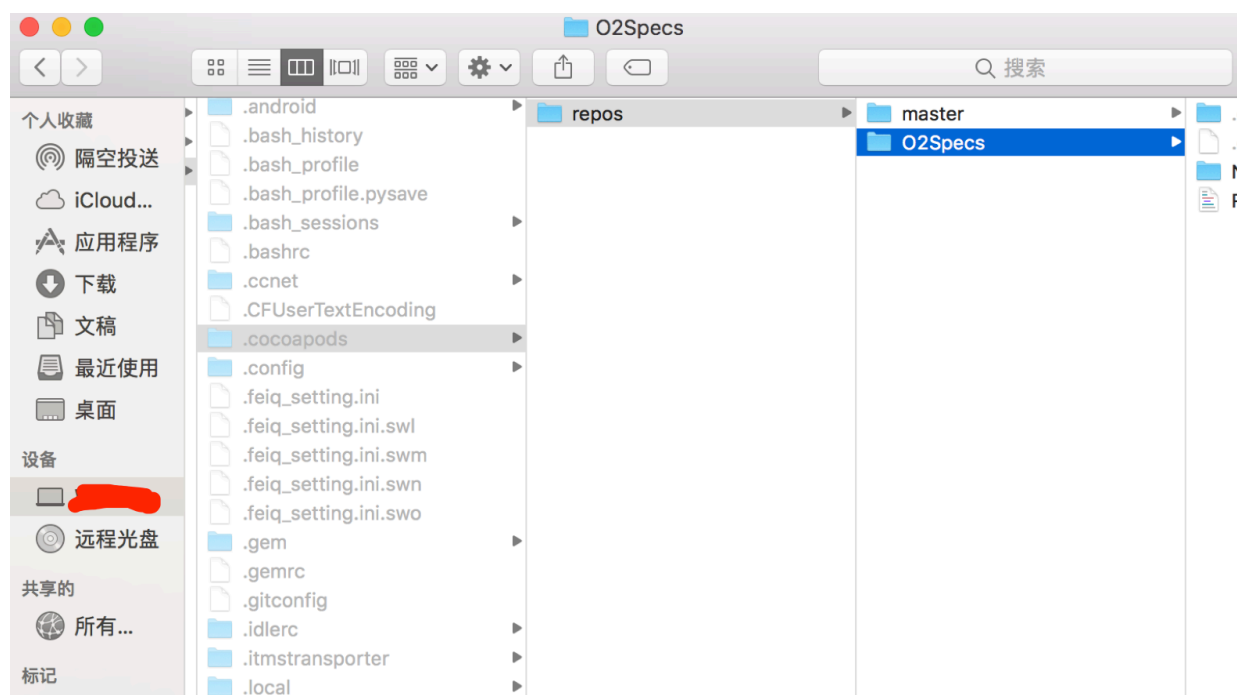 O2Specs
搜索
个人收藏
隔空投送
iCloud...
应用程序
下载
文稿
最近使用
桌面
设备
远程光盘
共享的
所有...
标记
.android
.bash_history
.bash_profile
.bash_profile.pysave
.bash_sessions
.bashrc
.ccnet
.CFUserTextEncoding
.cocoapods
.config
.feiq_setting.ini
.feiq_setting.ini.swl
.feiq_setting.ini.swm
.feiq_setting.ini.swn
.feiq_setting.ini.swo
.gem
.gemrc
.gitconfig
.idlerc
.itmstransporter
.local
repos
master
O2Specs